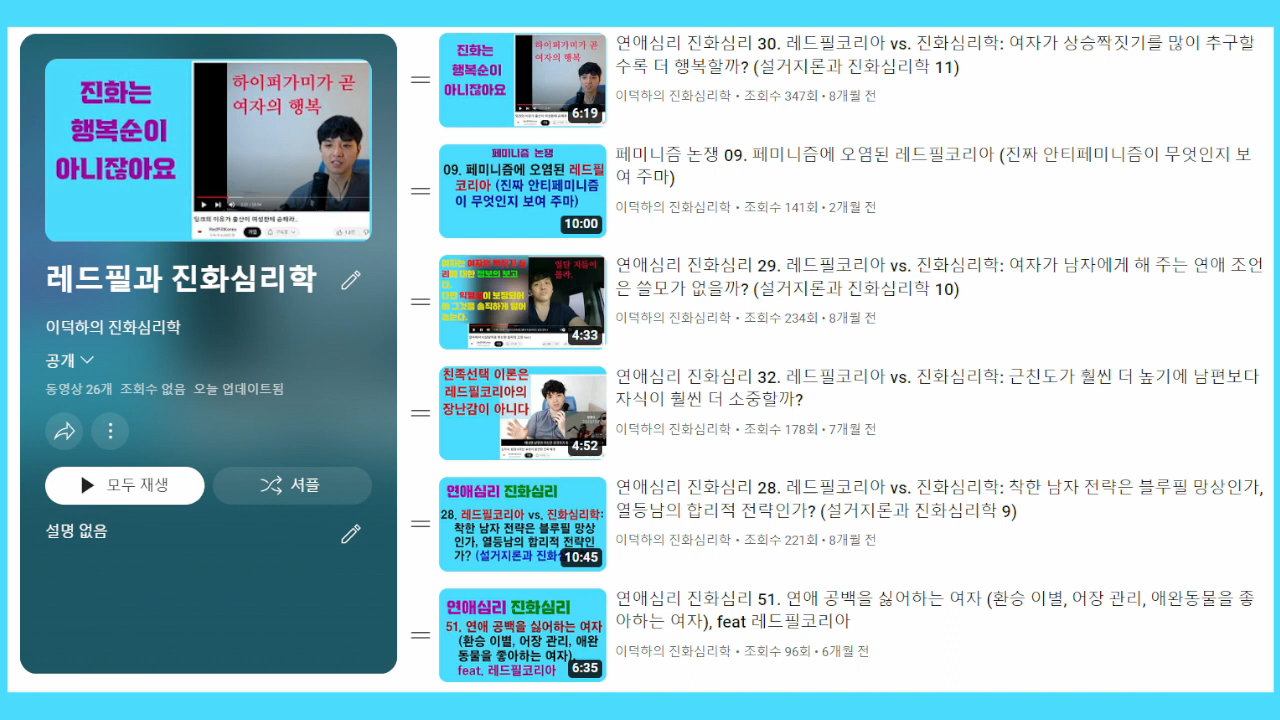 진화는
행복순이
아니잖아요
하이퍼가미가 곧
여자의 행복
레드필과 진화심리학
이덕하의 진화심리학
공개
동영상 26개 조회수 없음 오늘 업데이트됨
모두 재생
셔플
설명 없음
진화는
행복순이
아니잖아요
하이퍼가미가 곧
여자의 행복
6:19
연애심리 진화심리 30. 레드필코리아 vs. 진화심리학: 여자가 상승짝짓기를 많이 추구할
수록 더 행복할까? (설거지론과 진화심리학 11)
이덕하의 진화심리학 • 조회수 347회 • 8개월 전
페미니즘 논쟁
09. 페미니즘에 오염된 레드필
코리아 (진짜 안티페미니즘
이 무엇인지 보여 주마)
10:00
페미니즘 논쟁 09. 페미니즘에 오염된 레드필코리아 (진짜 안티페미니즘이 무엇인지 보
여 주마)
이덕하의 진화심리학 • 조회수 141회 • 2개월 전
4:33
연애심리 진화심리 29. 레드필코리아 vs. 진화심리학: 여자가 남자에게 해 주는 연애 조언
은 쓸모가 없을까? (설거지론과 진화심리학 10)
이덕하의 진화심리학 • 조회수 234회 • 8개월 전
친족선택 이론은
레드필코리아의
장난감이 아니다
4:52
연애심리 진화심리 32. 레드필코리아 vs. 진화심리학: 근친도가 훨씬 더 높기에 남편보다
자식이 훨씬 더 소중할까?
이덕하의 진화심리학 • 조회수 178회 • 7개월 전
연애심리 진화심리
28. 레드필코리아 vs. 진화심리학:
착한 남자 전략은 블루필 망상
인가, 열등남의 합리적 전략인
가? (설거지론과 진화
10:45
연애심리 진화심리 28. 레드필코리아 vs. 진화심리학: 착한 남자 전략은 블루필 망상인가,
열등남의 합리적 전략인가? (설거지론과 진화심리학 9)
이덕하의 진화심리학 • 조회수 221회 • 8개월 전
연애심리 진화심리
51. 연애 공백을 싫어하는 여자
(환승 이별, 어장 관리, 애완
동물을 좋아하는 여자),
feat. 레드필코리아
6:35
연애심리 진화심리 51. 연애 공백을 싫어하는 여자 (환승 이별, 어장 관리, 애완동물을 좋
아하는 여자), feat 레드필코리아
이덕하의 진화심리학 • 조회수 96회 • 6개월 전